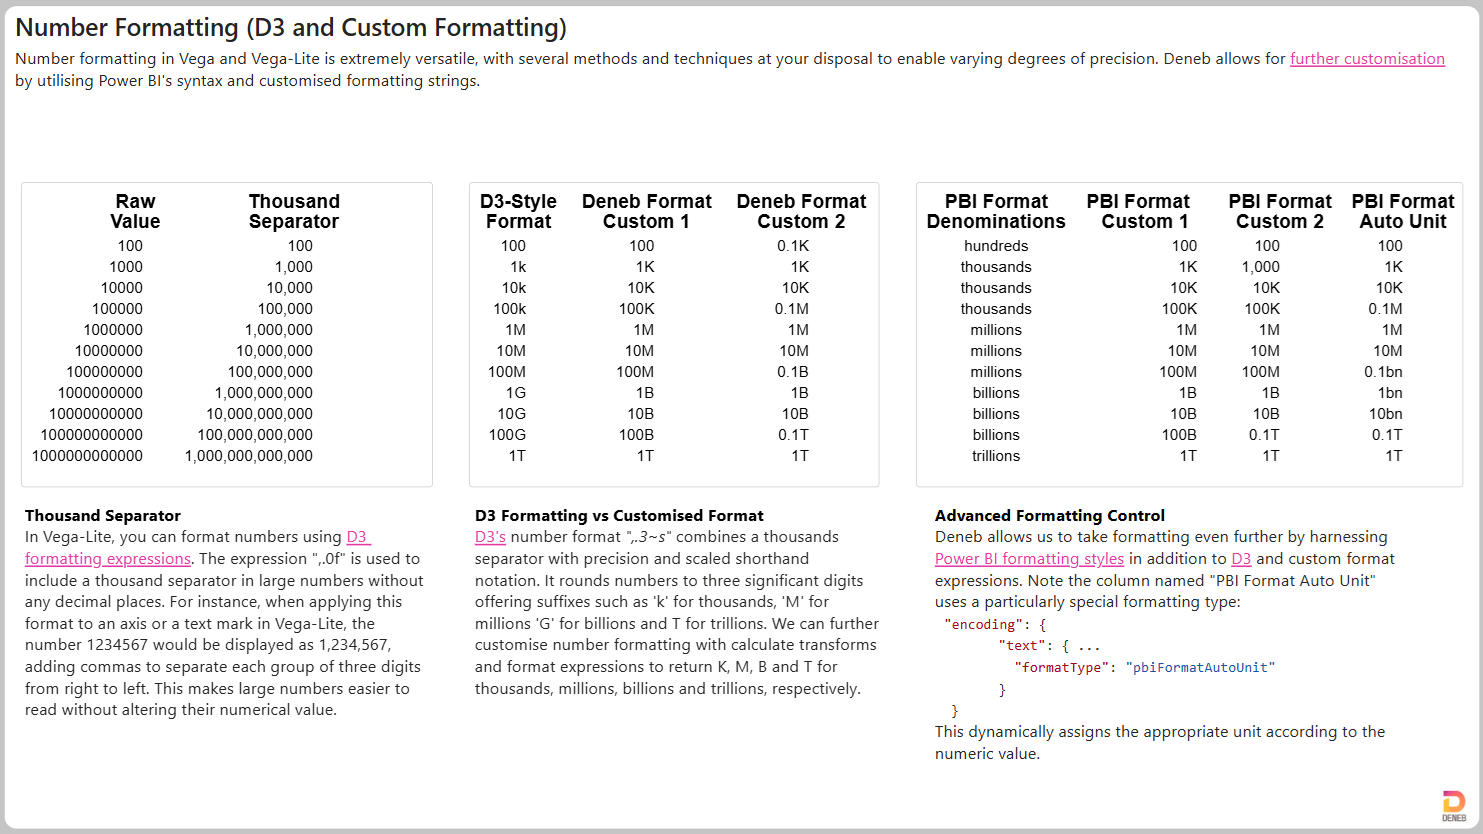 Number Formatting (D3 and Custom Formatting)
Number formatting in Vega and Vega-Lite is extremely versatile, with several methods and techniques at your disposal to enable varying degrees of precision. Deneb allows for further customisation
by utilising Power BI's syntax and customised formatting strings.
Raw Thousand
Value Separator
100 100
1000 1,000
10000 10,000
100000 100,000
1000000 1,000,000
10000000 10,000,000
100000000 100,000,000
1000000000 1,000,000,000
10000000000 10,000,000,000
100000000000 100,000,000,000
1000000000000 1,000,000,000,000
D3-Style Deneb Format Deneb Format
Format Custom 1 Custom 2
100 100 0.1K
1k 1K 1K
10k 10K 10K
100k 100K 0.1M
1M 1M 1M
10M 10M 10M
100M 100M 0.1B
1G 1B 1B
10G 10B 10B
100G 100B 0.1T
1T 1T 1T
PBI Format PBI Format PBI Format PBI Format
Denominations Custom 1 Custom 2 Auto Unit
hundreds 100 100 100
thousands 1K 1,000 1K
thousands 10K 10K 10K
thousands 100K 100K 0.1M
millions 1M 1M 1M
millions 10M 10M 10M
millions 100M 100M 0.1bn
billions 1B 1B 1bn
billions 10B 10B 10bn
billions 100B 0.1T 0.1T
trillions 1T 1T 1T
Thousand Separator
In Vega-Lite, you can format numbers using D3
formatting expressions. The expression ",.0f" is used to
include a thousand separator in large numbers without
any decimal places. For instance, when applying this
format to an axis or a text mark in Vega-Lite, the
number 1234567 would be displayed as 1,234,567,
adding commas to separate each group of three digits
from right to left. This makes large numbers easier to
read without altering their numerical value.
D3 Formatting vs Customised Format
D3's number format ",.3~s" combines a thousands
separator with precision and scaled shorthand
notation. It rounds numbers to three significant digits
offering suffixes such as 'k' for thousands, 'M' for
millions 'G' for billions and T for trillions. We can further
customise number formatting with calculate transforms
and format expressions to return K, M, B and T for
thousands, millions, billions and trillions, respectively.
Advanced Formatting Control
Deneb allows us to take formatting even further by harnessing
Power BI formatting styles in addition to D3 and custom format
expressions. Note the column named "PBI Format Auto Unit"
uses a particularly special formatting type:
"encoding": {
"text": { ...
"formatType": "pbiFormatAutoUnit"
}
}
This dynamically assigns the appropriate unit according to the
numeric value.
DENEB